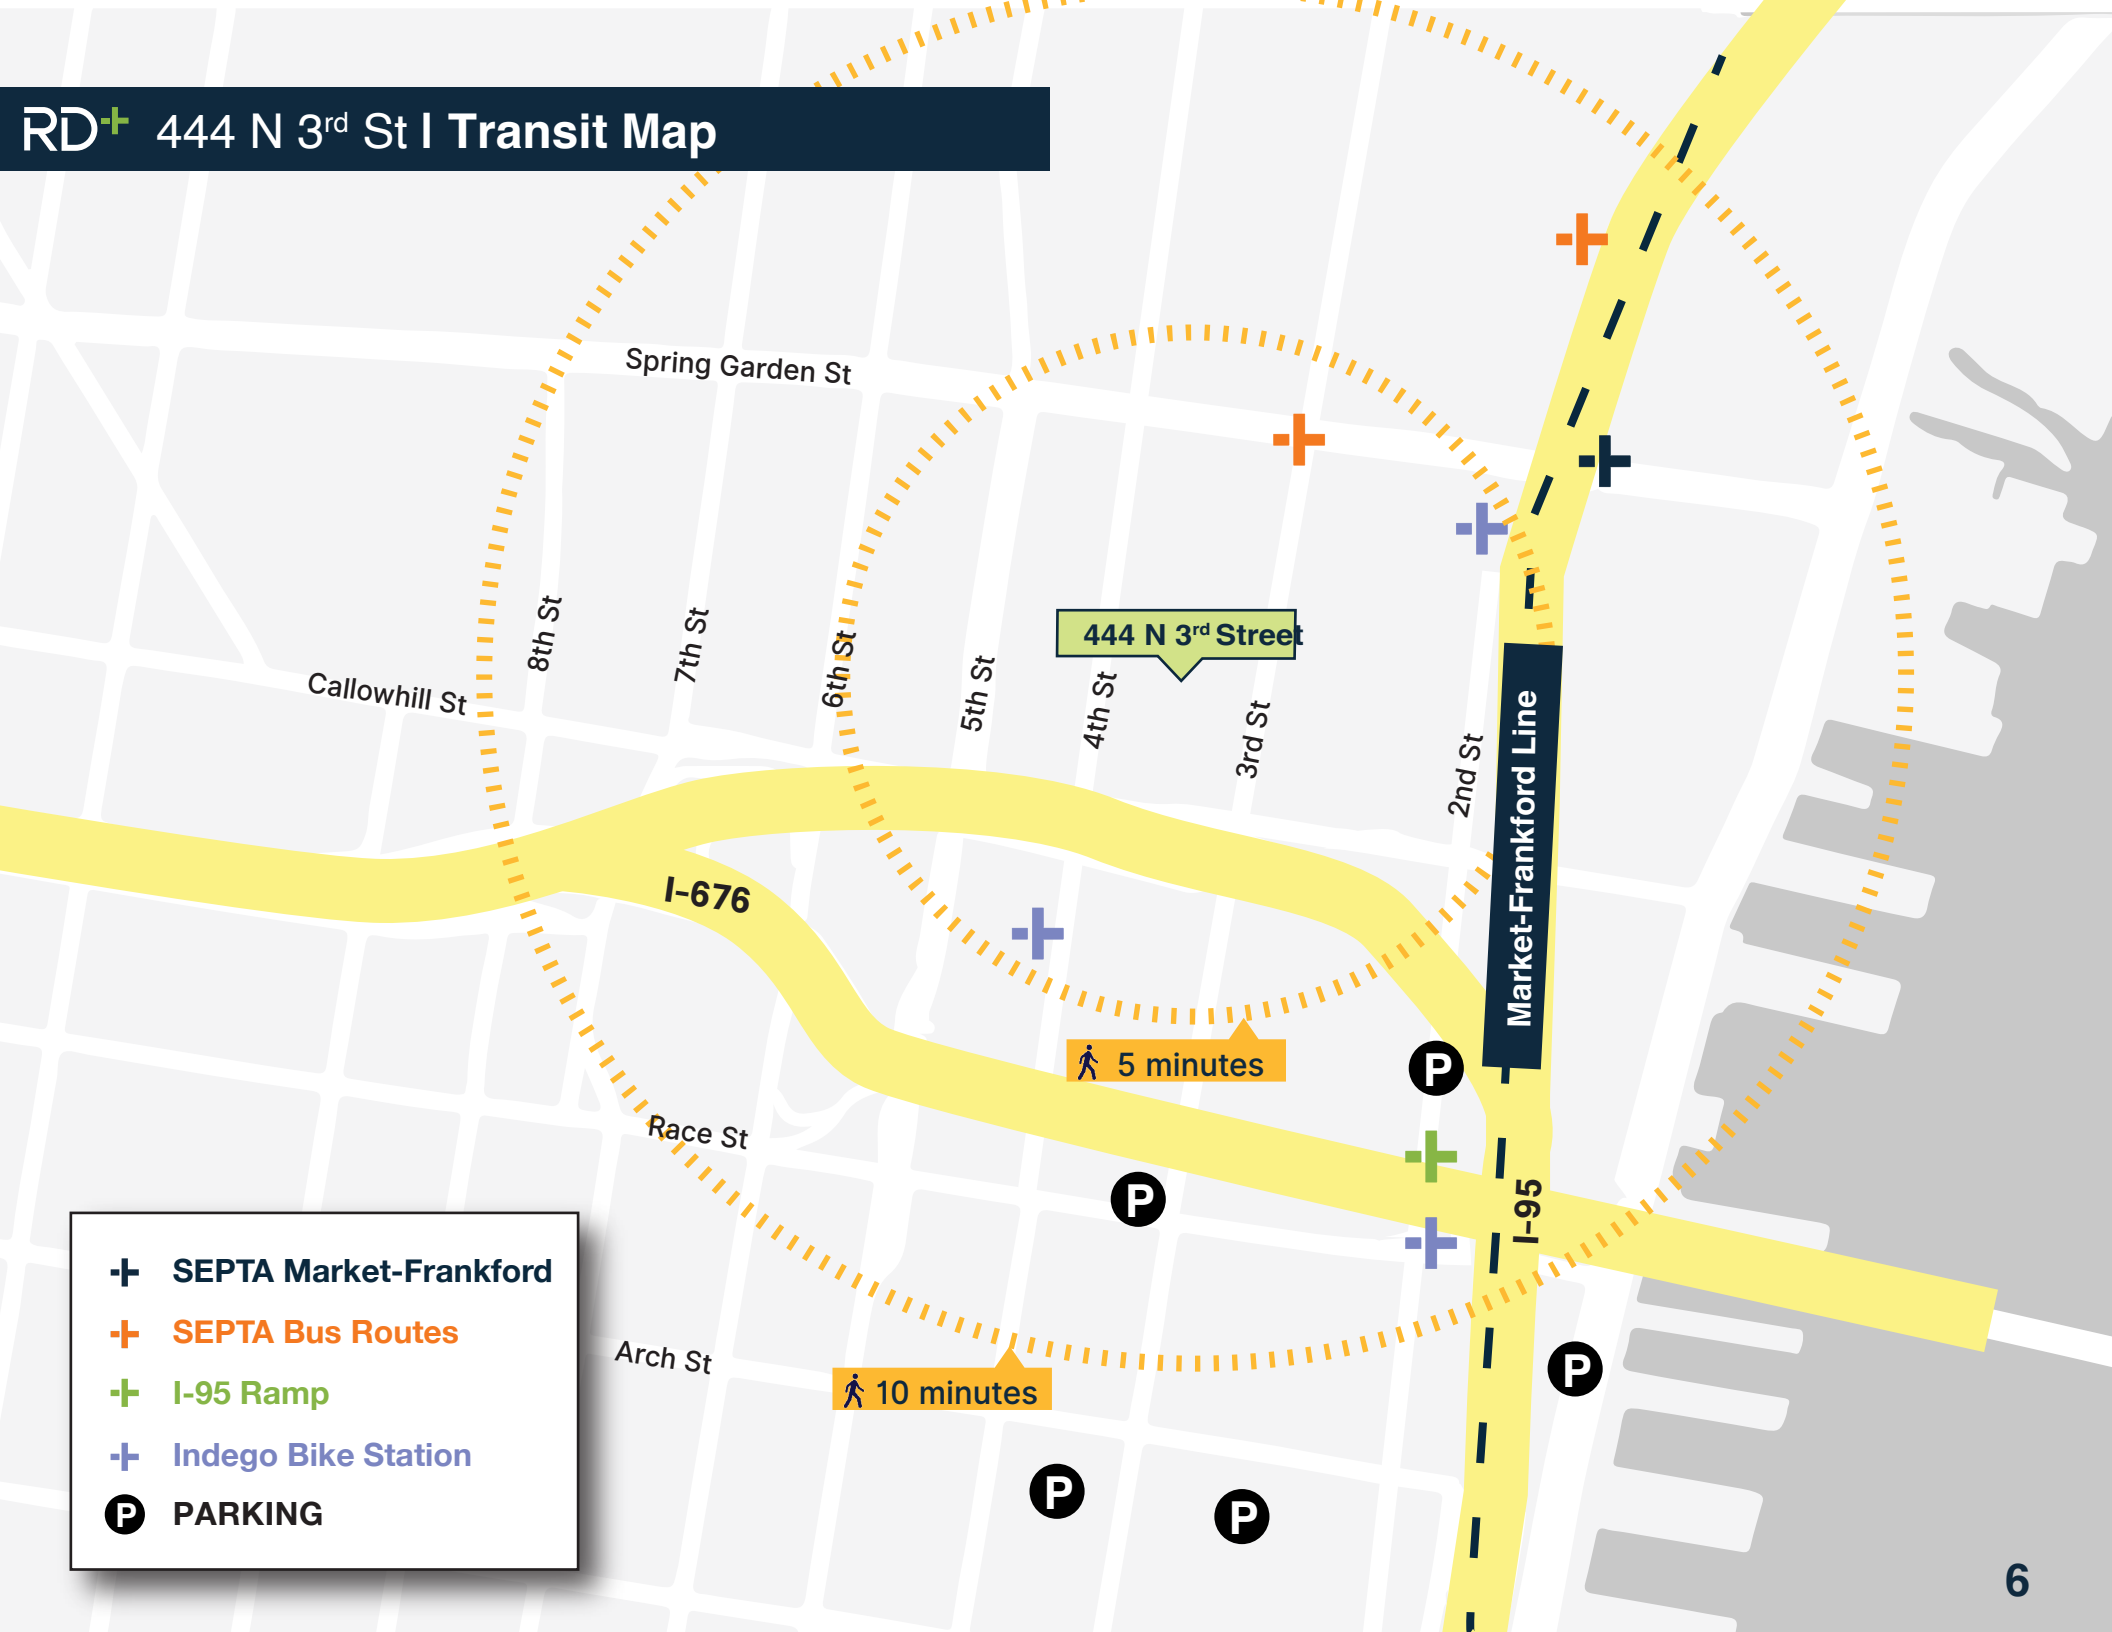 RD+ 444 N 3rd St | Transit Map
Spring Garden St
444 N 3rd Street
8th St
7th St
6th St
5th St
4th St
3rd St
2nd St
Callowhill St
Market-Frankford Line
I-676
5 minutes
P
Race St
P
I-95
10 minutes
Arch St
P
P
P
SEPTA Market-Frankford
SEPTA Bus Routes
I-95 Ramp
Indego Bike Station
P PARKING
6